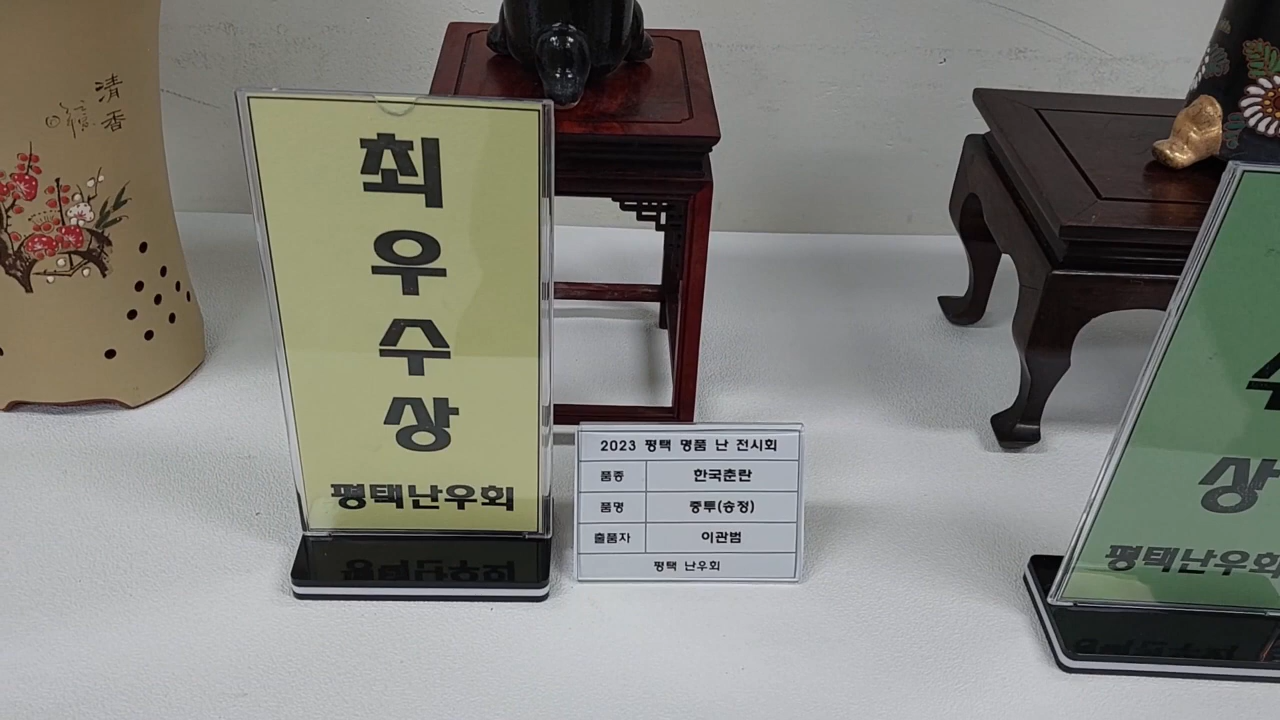 清
香
최
우
수
상
평택난우회
2023 평택 명품 난 전시회
품종 한국춘란
품명 중투(송정)
출품자 이관범
평택 난우회
수
상
평택난우회